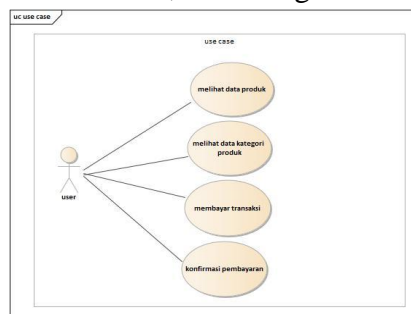 uc use case
use case
melihat data produk
melihat data kategori
produk
user
membayar transaksi
konfirmasi pembayaran